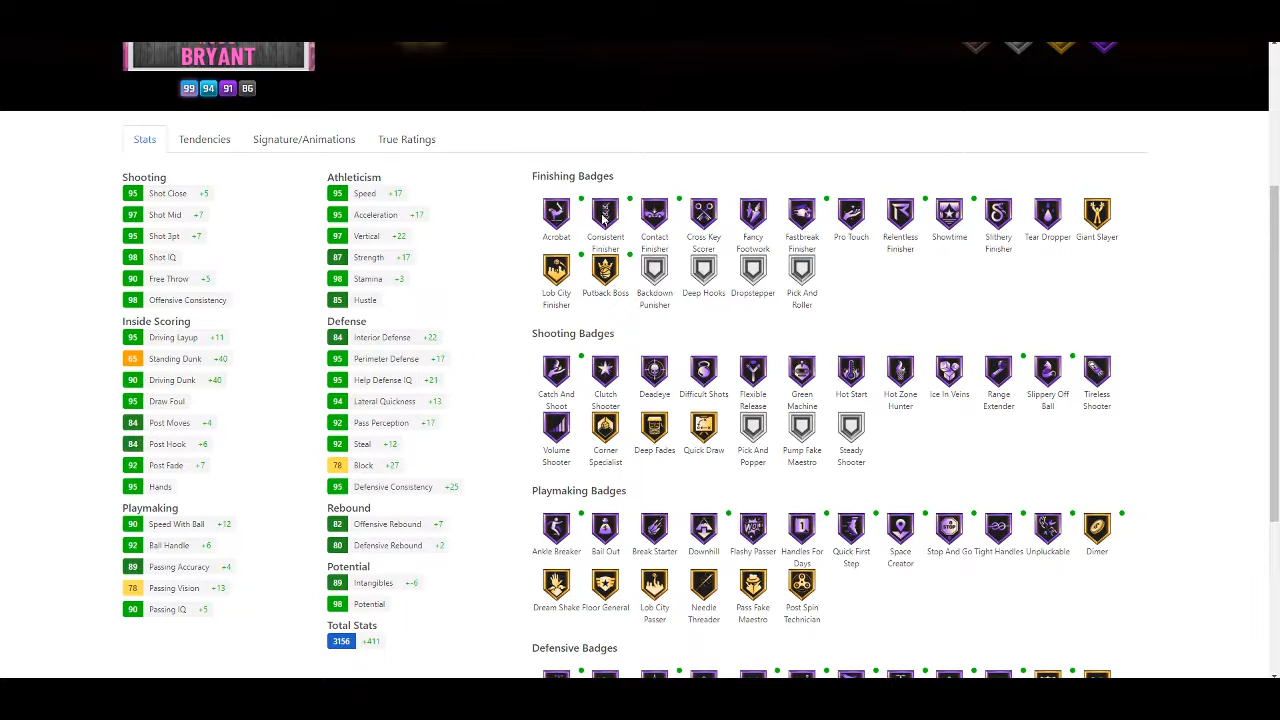 BRYANT
99 94 91 86
Stats Tendencies Signature/Animations True Ratings
Shooting
95 Shot Close +5
97 Shot Mid +7
95 Shot 3pt +7
98 Shot IQ
90 Free Throw +5
98 Offensive Consistency
Inside Scoring
95 Driving Layup +11
65 Standing Dunk +40
90 Driving Dunk +40
95 Draw Foul
84 Post Moves +4
84 Post Hook +6
92 Post Fade +7
95 Hands
Playmaking
90 Speed With Ball +12
92 Ball Handle +6
89 Passing Accuracy +4
78 Passing Vision +13
90 Passing IQ +5
Athleticism
95 Speed +17
95 Acceleration +17
97 Vertical +22
87 Strength +17
98 Stamina +3
85 Hustle
Defense
84 Interior Defense +22
95 Perimeter Defense +17
95 Help Defense IQ +21
94 Lateral Quickness +13
92 Pass Perception +17
92 Steal +12
78 Block +27
95 Defensive Consistency +25
Rebound
82 Offensive Rebound +7
80 Defensive Rebound +2
Potential
89 Intangibles +-6
98 Potential
Total Stats
3156 +411
Finishing Badges
Acrobat
Consistent
Finisher
Contact
Finisher
Cross Key
Scorer
Fancy
Footwork
Fastbreak
Finisher
Pro Touch
Relentless
Finisher
Showtime
Slithery
Finisher
Tear Dropper
Giant Slayer
Lob City
Finisher
Putback Boss
Backdown
Punisher
Deep Hooks
Dropstepper
Pick And
Roller
Shooting Badges
Catch And
Shoot
Clutch
Shooter
Deadeye
Difficult Shots
Flexible
Release
Green
Machine
Hot Start
Hot Zone
Hunter
Ice In Veins
Range
Extender
Slippery Off
Ball
Tireless
Shooter
Volume
Shooter
Corner
Specialist
Deep Fades
Quick Draw
Pick And
Popper
Pump Fake
Maestro
Steady
Shooter
Playmaking Badges
Ankle Breaker
Bail Out
Break Starter
Downhill
Flashy Passer
Handles For
Days
Quick First
Step
Space
Creator
Stop And Go
Tight Handles
Unpluckable
Dimer
Dream Shake
Floor General
Lob City
Passer
Needle
Threader
Pass Fake
Maestro
Post Spin
Technician
Defensive Badges